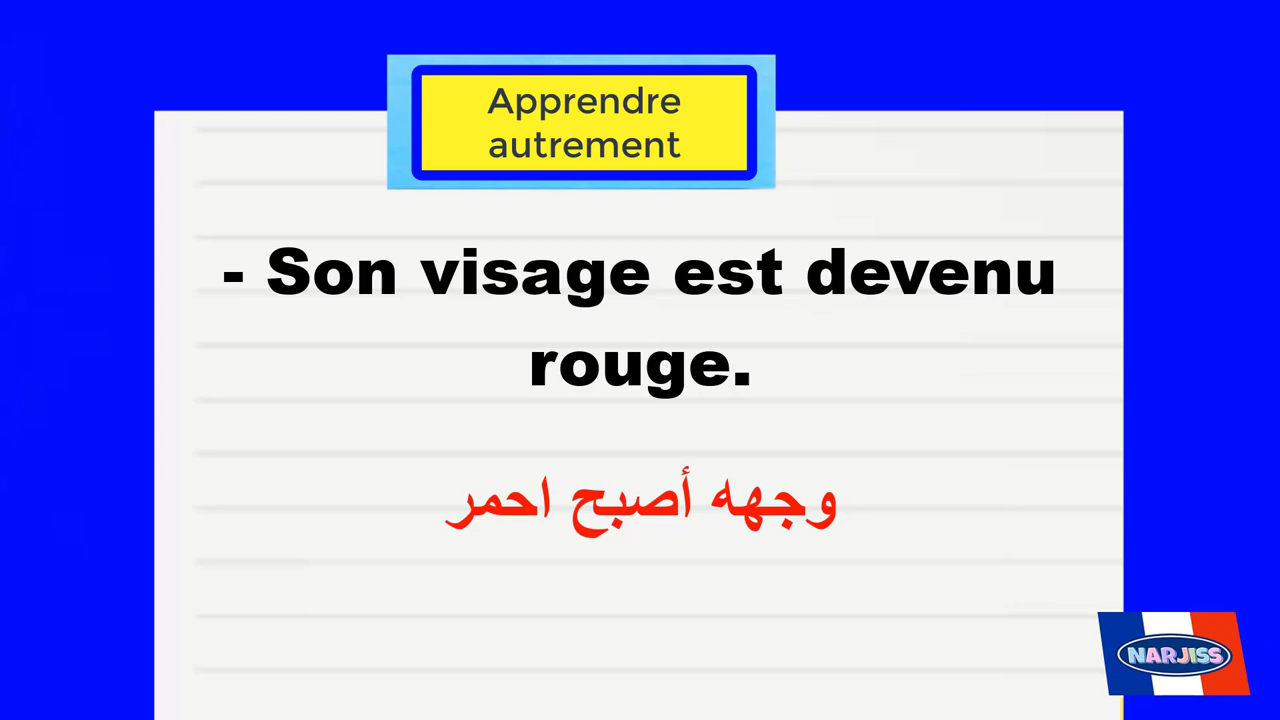 Apprendre
autrement
- Son visage est devenu
rouge.
وجهه أصبح احمر
NARJISS